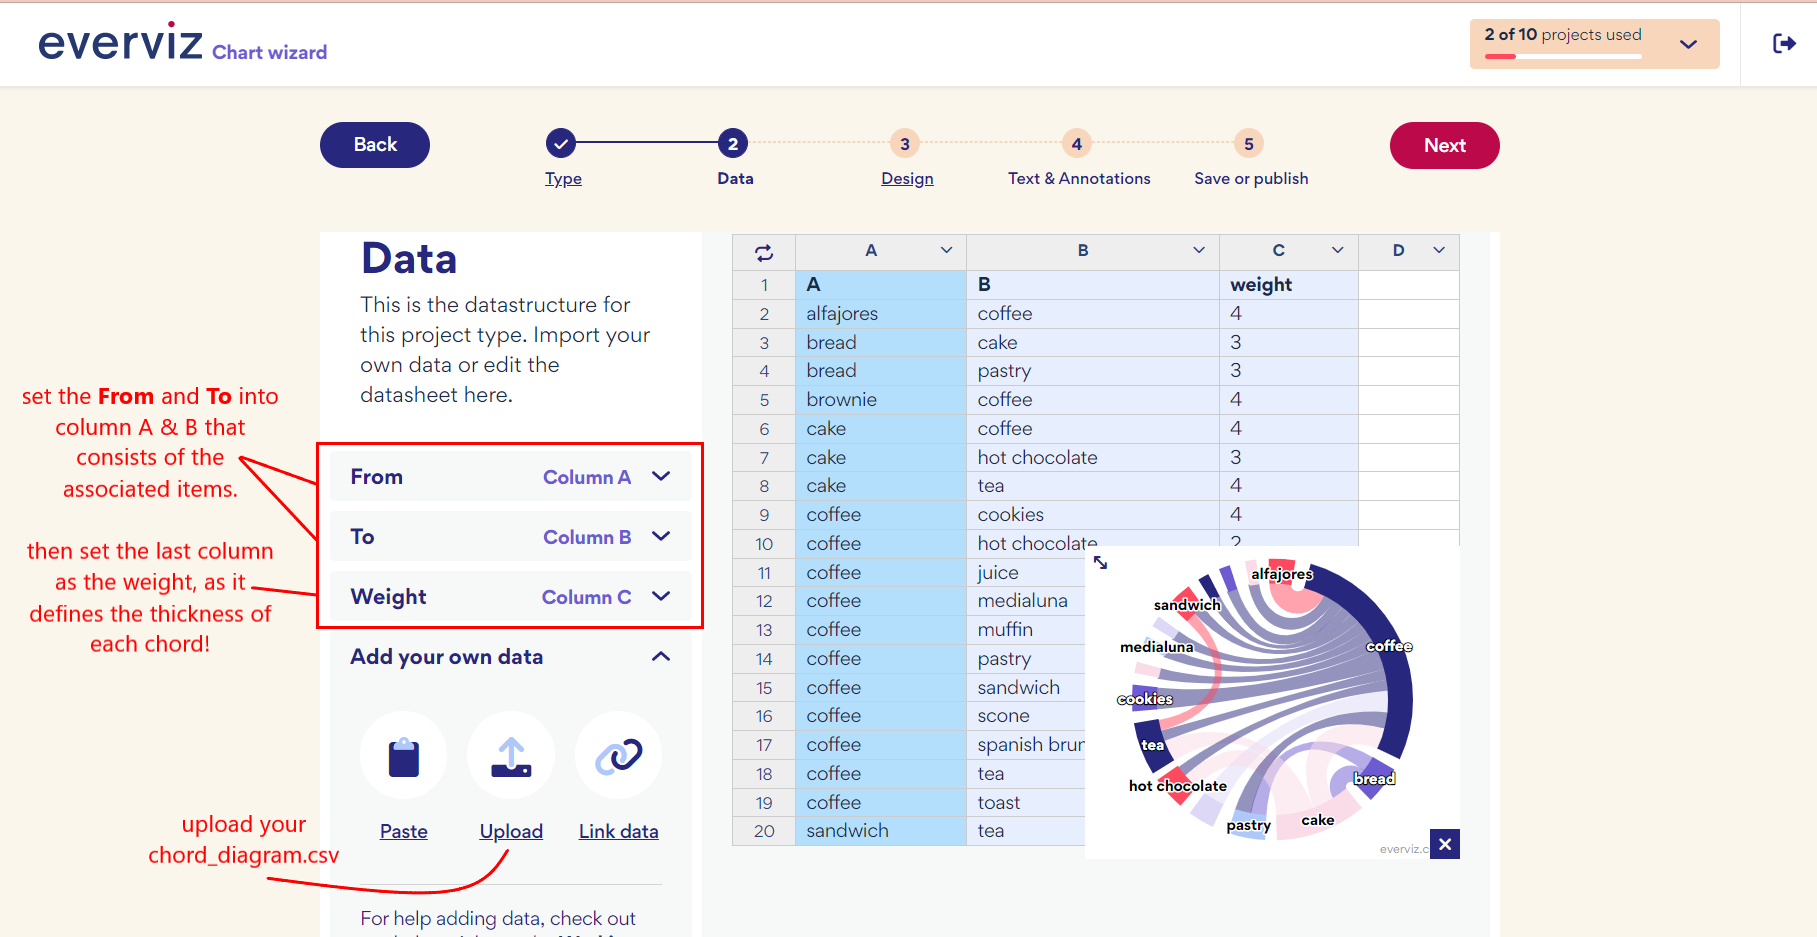 everviz Chart wizard
2 of 10 projects used
Back
2
3
4
5
Next
Type
Data
Design
Text & Annotations
Save or publish
Data
This is the datastructure for
this project type. Import your
own data or edit the
datasheet here.
set the From and To into
column A & B that
consists of the
associated items.
From Column A
To Column B
then set the last column
as the weight, as it
defines the thickness of
each chord!
Weight Column C
Add your own data
Paste
Upload
Link data
upload your
chord_diagram.csv
For help adding data, check out
A B C D
1 A B weight
2 alfajores coffee 4
3 bread cake 3
4 bread pastry 3
5 brownie coffee 4
6 cake coffee 4
7 cake hot chocolate 3
8 cake tea 4
9 coffee cookies 4
10 coffee hot chocolate 2
11 coffee juice
12 coffee medialuna
13 coffee muffin
14 coffee pastry
15 coffee sandwich
16 coffee scone
17 coffee spanish brun
18 coffee tea
19 coffee toast
20 sandwich tea
alfajores
sandwich
medialuna
coffee
cookies
tea
hot chocolate
bread
pastry
cake
everviz.c